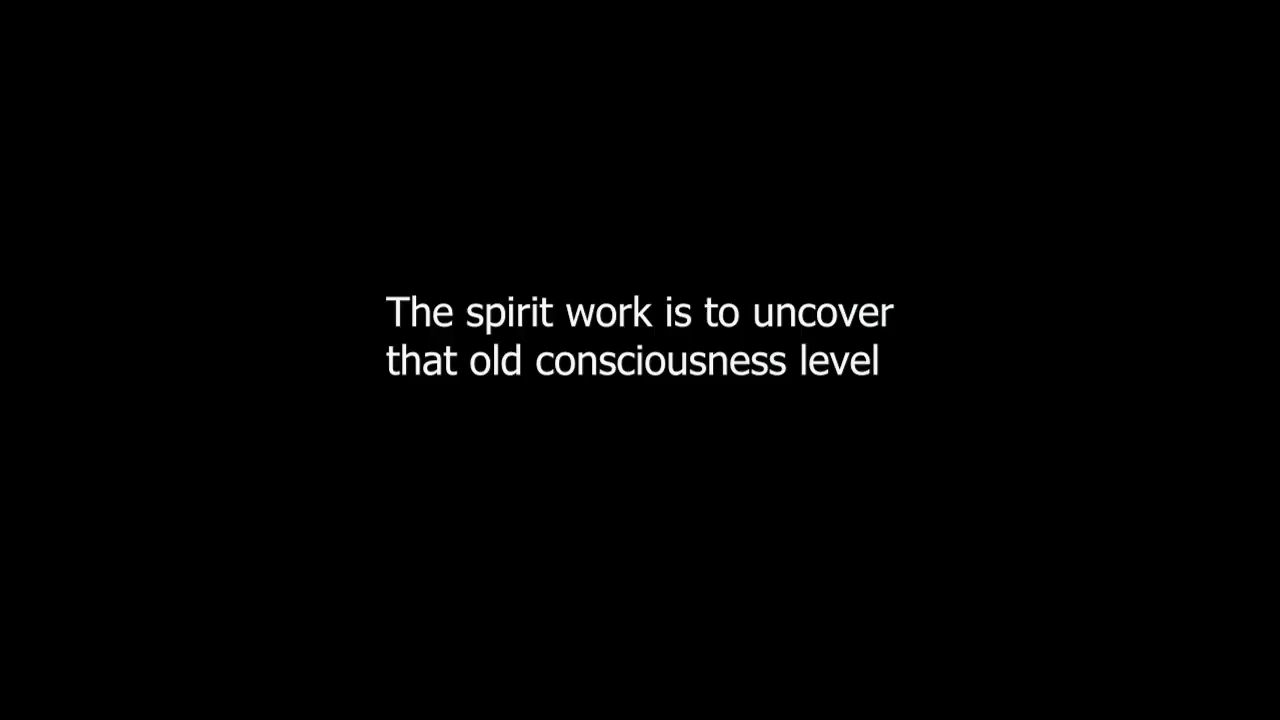 The spirit work is to uncover
that old consciousness level